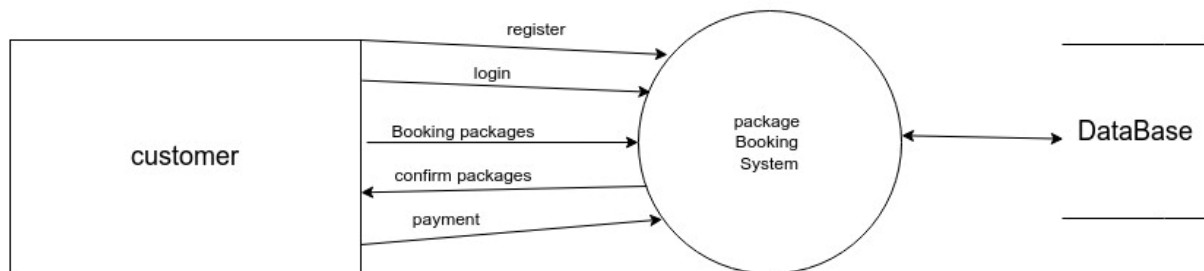 register
login
Booking packages
confirm packages
payment
customer
package
Booking
System
DataBase